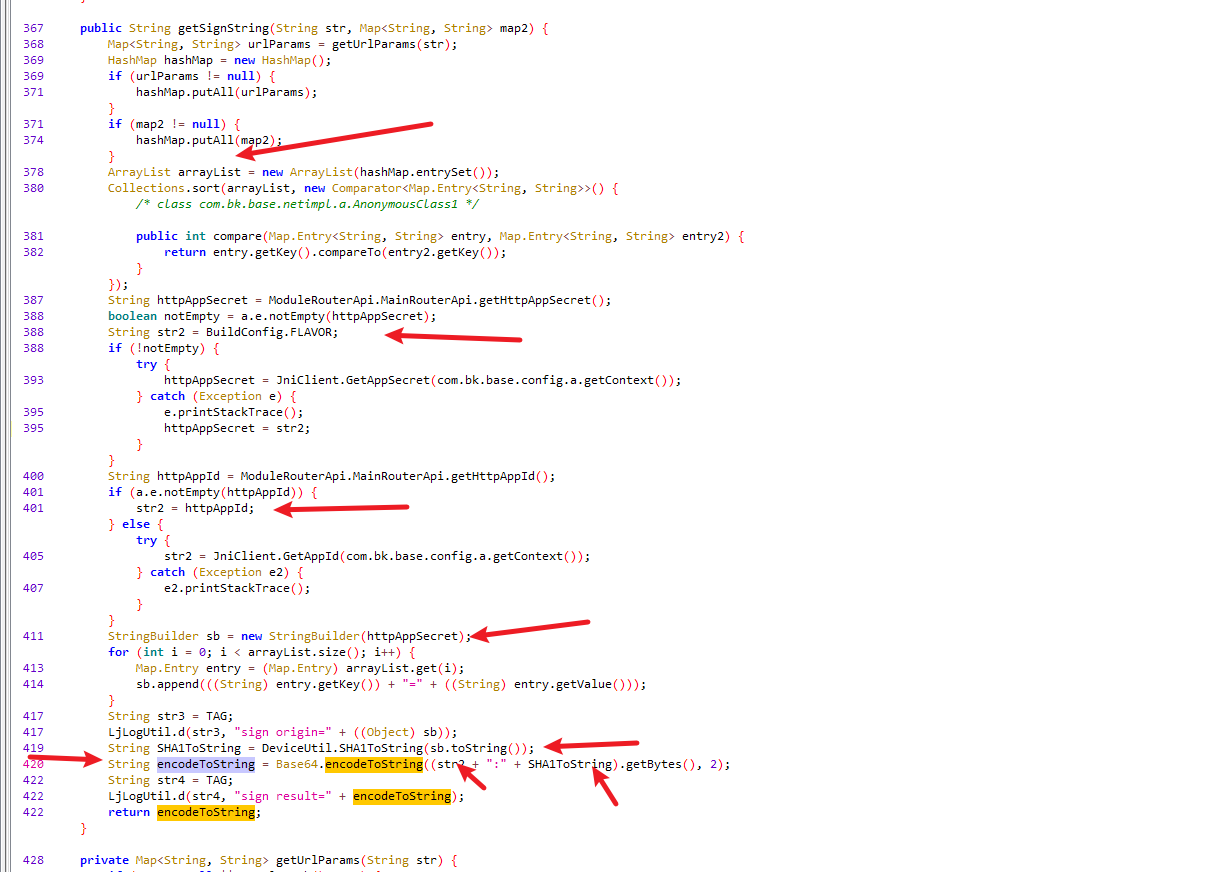 367 public String getSignString(String str, Map<String, String> map2) {
368 Map<String, String> urlParams = getUrlParams(str);
369 HashMap hashMap = new HashMap();
369 if (urlParams != null) {
371 hashMap.putAll(urlParams);
}
371 if (map2 != null) {
374 hashMap.putAll(map2);
}
378 ArrayList arrayList = new ArrayList(hashMap.entrySet());
380 Collections.sort(arrayList, new Comparator<Map.Entry<String, String>>() {
/* class com.bk.base.netimpl.a.AnonymousClass1 */
381 public int compare(Map.Entry<String, String> entry, Map.Entry<String, String> entry2) {
382 return entry.getKey().compareTo(entry2.getKey());
}
});
387 String httpAppSecret = ModuleRouterApi.MainRouterApi.getHttpAppSecret();
388 boolean notEmpty = a.e.notEmpty(httpAppSecret);
388 String str2 = BuildConfig.FLAVOR;
388 if (!notEmpty) {
try {
393 httpAppSecret = JniClient.GetAppSecret(com.bk.base.config.a.getContext());
} catch (Exception e) {
395 e.printStackTrace();
395 httpAppSecret = str2;
}
}
400 String httpAppId = ModuleRouterApi.MainRouterApi.getHttpAppId();
401 if (a.e.notEmpty(httpAppId)) {
401 str2 = httpAppId;
} else {
try {
405 str2 = JniClient.GetAppId(com.bk.base.config.a.getContext());
} catch (Exception e2) {
407 e2.printStackTrace();
}
}
411 StringBuilder sb = new StringBuilder(httpAppSecret);
for (int i = 0; i < arrayList.size(); i++) {
413 Map.Entry entry = (Map.Entry) arrayList.get(i);
414 sb.append(((String) entry.getKey()) + "=" + ((String) entry.getValue()));
}
417 String str3 = TAG;
417 LjLogUtil.d(str3, "sign origin=" + ((Object) sb));
419 String SHA1ToString = DeviceUtil.SHA1ToString(sb.toString());
420 String encodeToString = Base64.encodeToString((str2 + ":" + SHA1ToString).getBytes(), 2);
422 String str4 = TAG;
422 LjLogUtil.d(str4, "sign result=" + encodeToString);
422 return encodeToString;
}
428 private Map<String, String> getUrlParams(String str) {